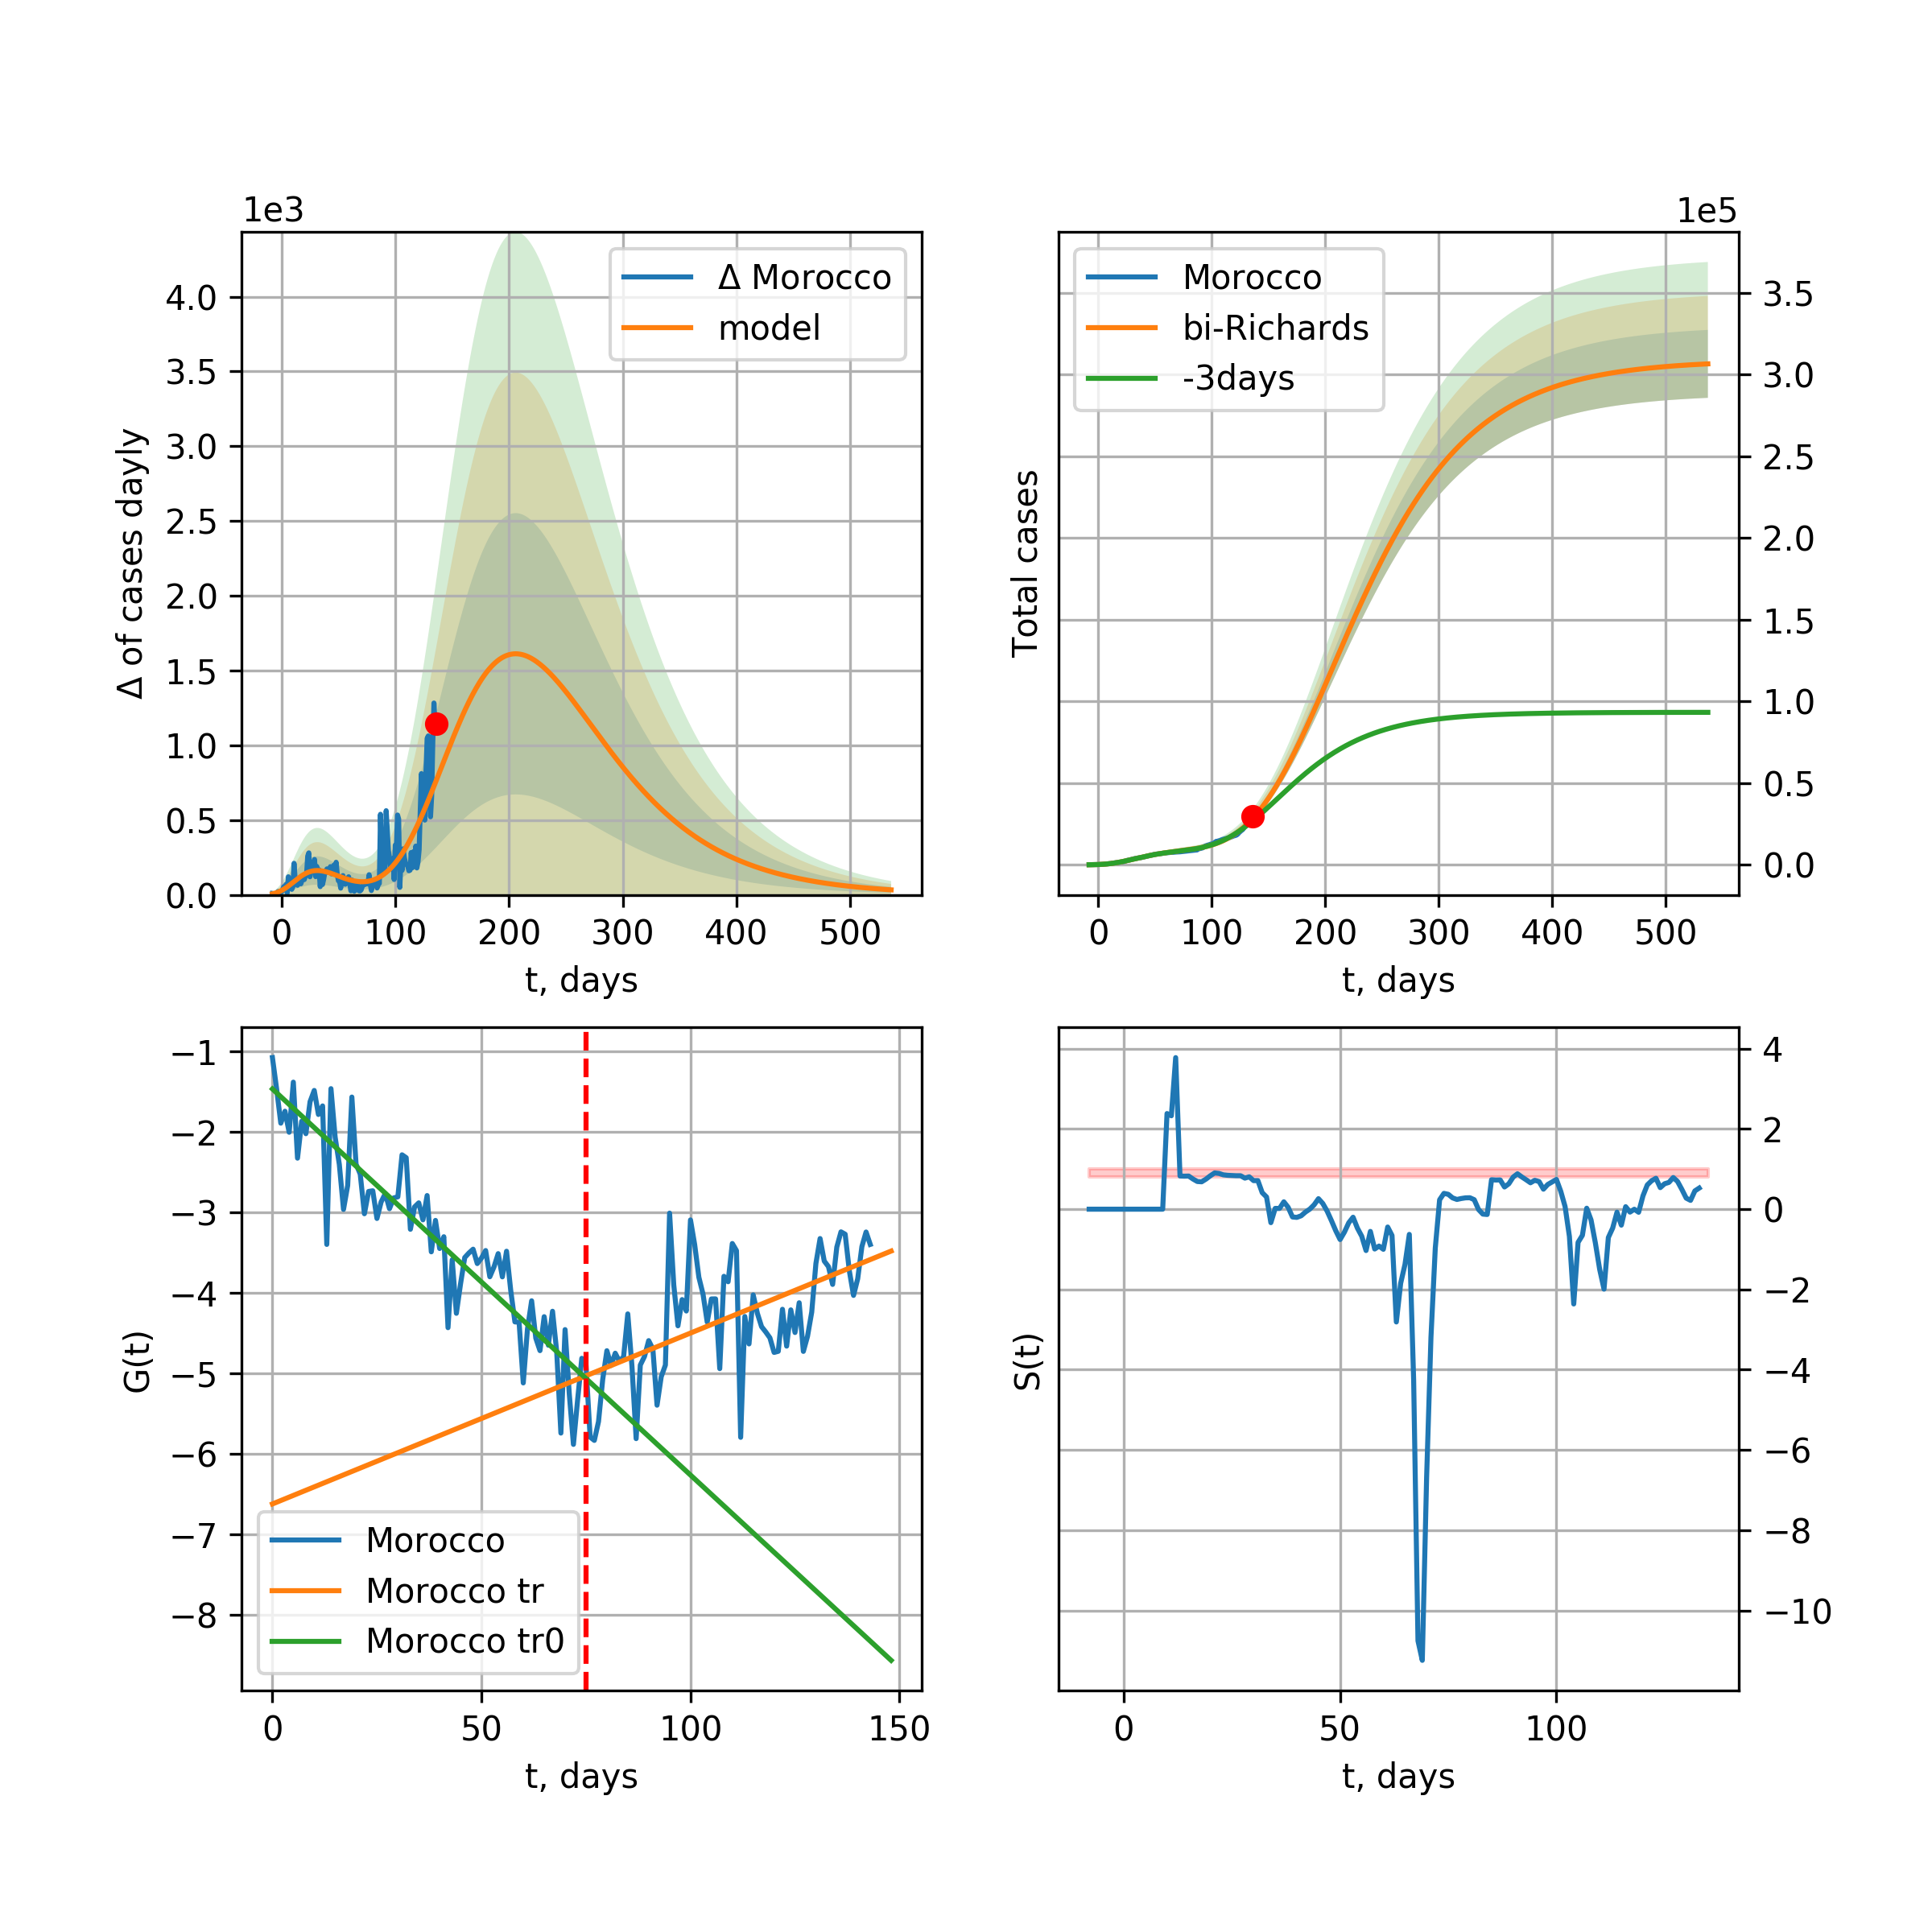 1e3
Δ of cases dayly
4.0
3.5
3.0
2.5
2.0
1.5
1.0
0.5
0.0
Δ Morocco
model
0 100 200 300 400 500
t, days
1e5
Total cases
Morocco
bi-Richards
-3days
3.5
3.0
2.5
2.0
1.5
1.0
0.5
0.0
0 100 200 300 400 500
t, days
G(t)
−1
−2
−3
−4
−5
−6
−7
−8
Morocco
Morocco tr
Morocco tr0
0 50 100 150
t, days
S(t)
4
2
0
−2
−4
−6
−8
−10
0 50 100
t, days